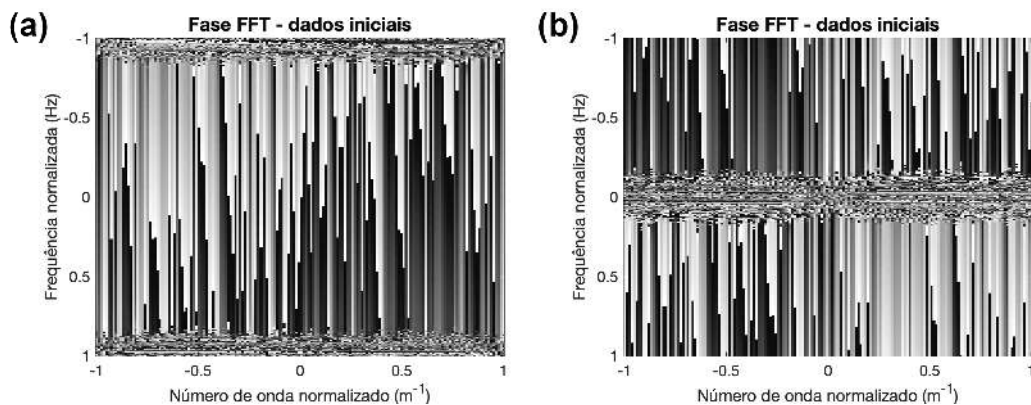 (a)
Fase FFT - dados iniciais
-1
-0.5
0
0.5
1
Frequência normalizada (Hz)
-1
-0.5
0
0.5
1
Número de onda normalizado (m⁻¹)
(b)
Fase FFT - dados iniciais
-1
-0.5
0
0.5
1
Frequência normalizada (Hz)
-1
-0.5
0
0.5
1
Número de onda normalizado (m⁻¹)